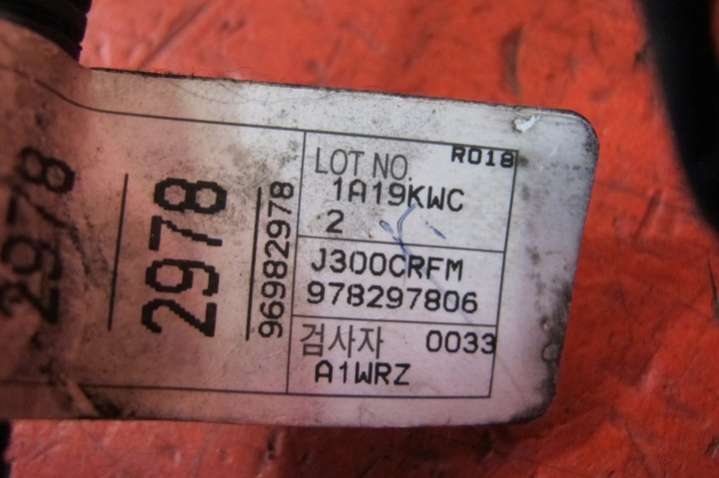 2978
2978
96982978
LOT NO. R018
1A19KWC
2
J300CRFM
978297806
검사자 0033
A1WRZ